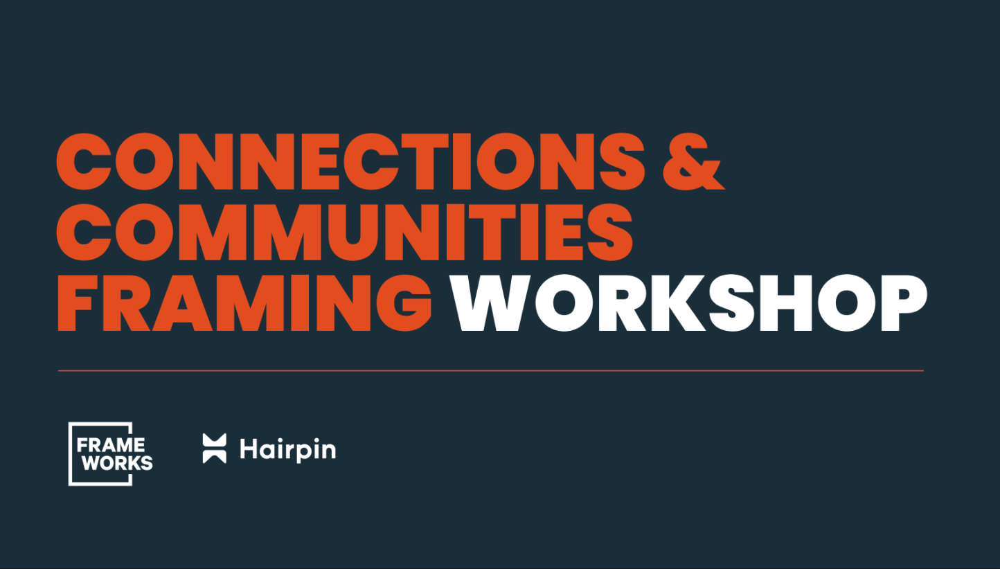 CONNECTIONS &
COMMUNITIES
FRAMING WORKSHOP
FRAME
WORKS
Hairpin